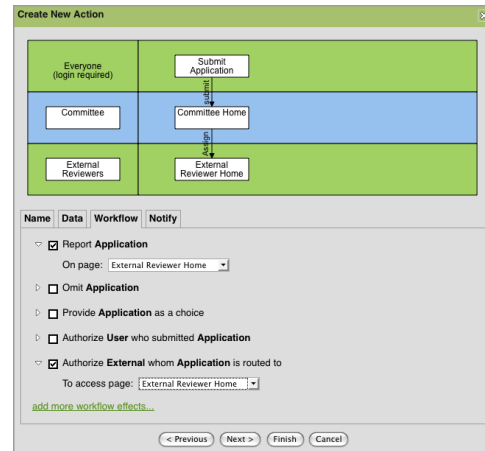 Create New Action
Everyone
(login required)
Submit
Application
submit
Committee
Committee Home
Assign
External
Reviewers
External
Reviewer Home
Name Data Workflow Notify
Report Application
On page: External Reviewer Home
Omit Application
Provide Application as a choice
Authorize User who submitted Application
Authorize External whom Application is routed to
To access page: External Reviewer Home
add more workflow effects...
< Previous Next > Finish Cancel